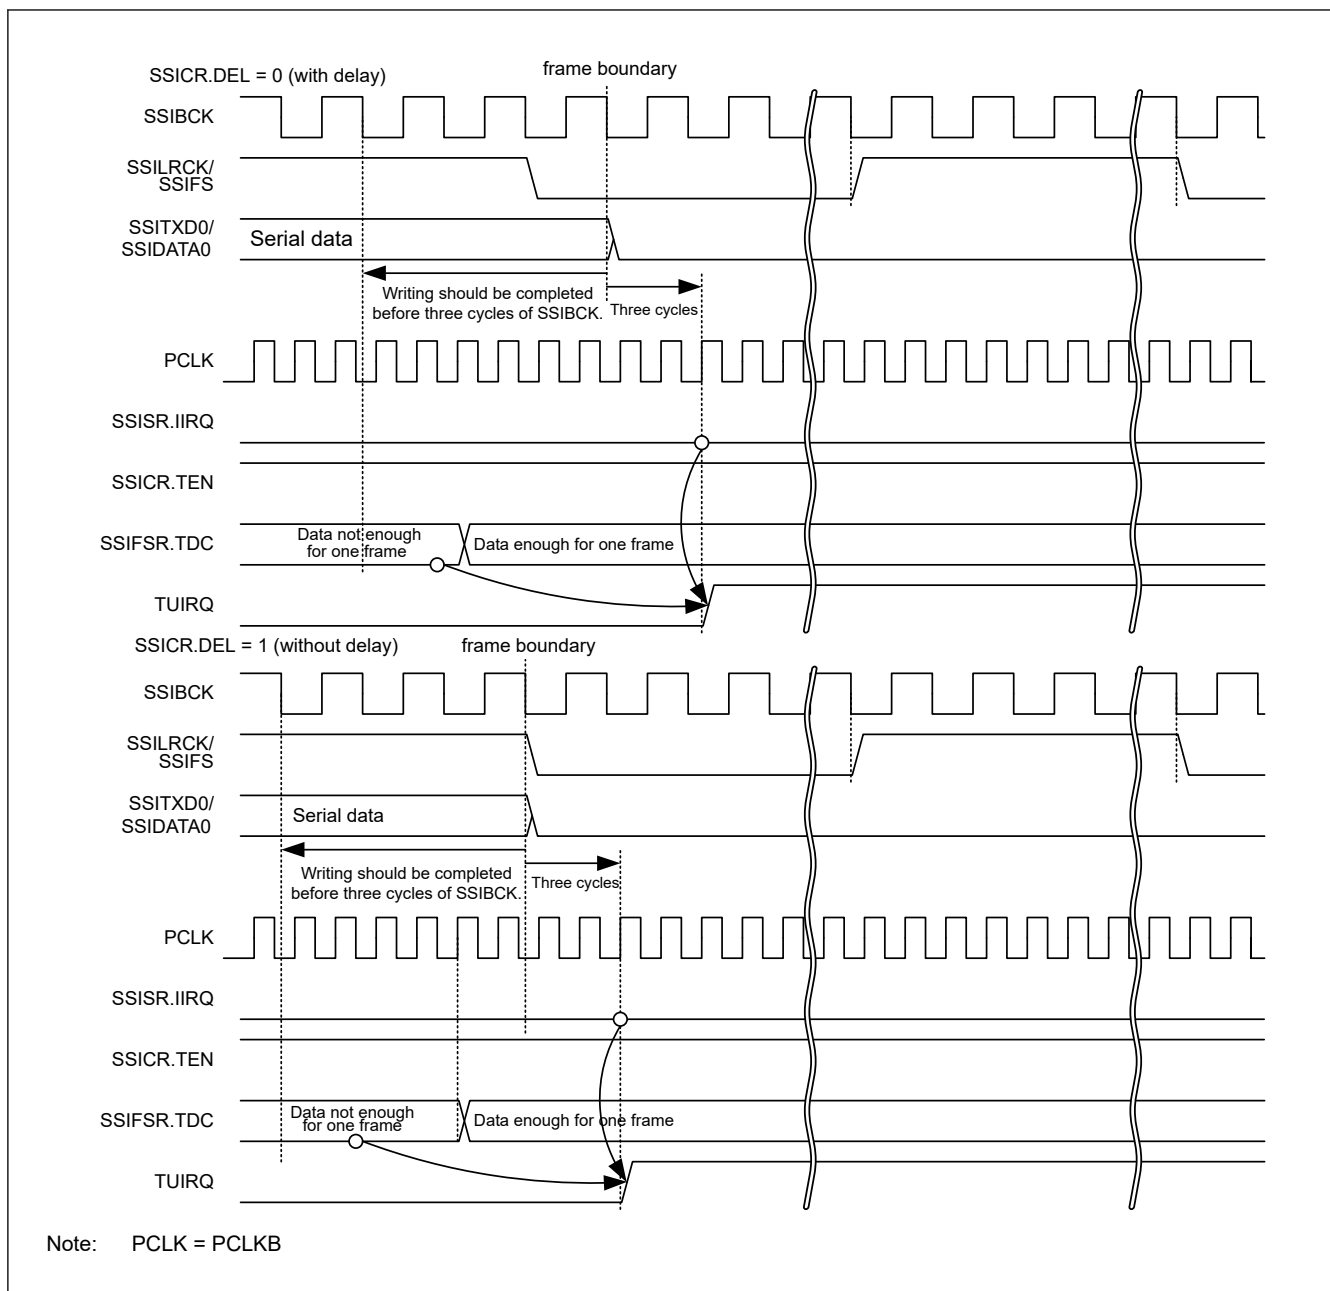 SSICR.DEL = 0 (with delay)
frame boundary
SSIBCK
SSILRCK/
SSIFS
SSITXD0/
SSIDATA0
Serial data
Writing should be completed
before three cycles of SSIBCK.
Three cycles
PCLK
SSISR.IIRQ
SSICR.TEN
SSIFSR.TDC
Data not enough
for one frame
Data enough for one frame
TUIRQ
SSICR.DEL = 1 (without delay)
frame boundary
SSIBCK
SSILRCK/
SSIFS
SSITXD0/
SSIDATA0
Serial data
Writing should be completed
before three cycles of SSIBCK.
Three cycles
PCLK
SSISR.IIRQ
SSICR.TEN
SSIFSR.TDC
Data not enough
for one frame
Data enough for one frame
TUIRQ
Note: PCLK = PCLKB